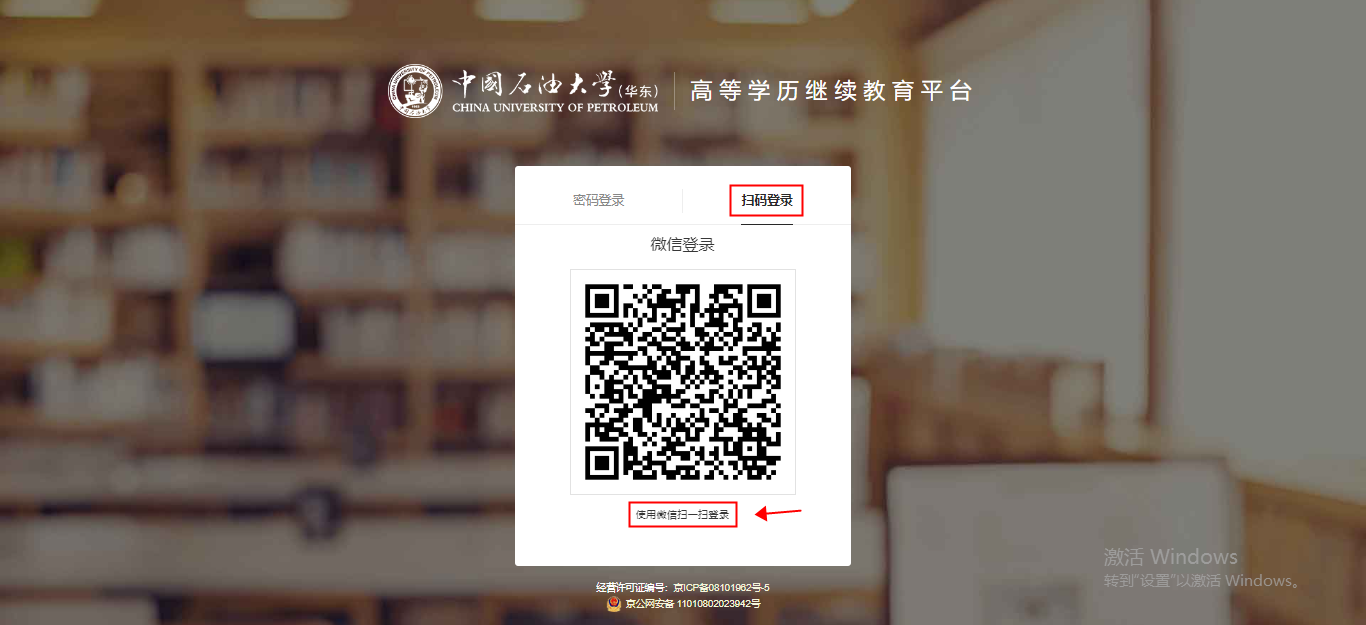 中國石油大學(华东)
CHINA UNIVERSITY OF PETROLEUM
高等学历继续教育平台
密码登录
扫码登录
微信登录
使用微信扫一扫登录
激活 Windows
转到"设置"以激活 Windows。
经营许可证编号：京ICP备08101962号-5
京公网安备 11010802023942号